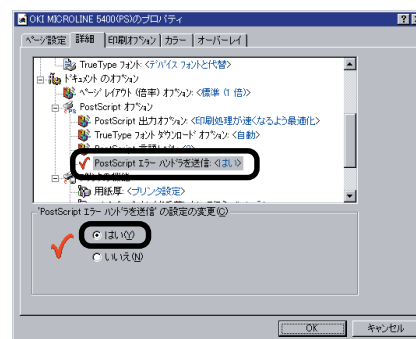 OKI MICROLINE 5400(PS)のプロパティ
ページ設定 詳細 印刷オプション カラー オーバーレイ
TrueType フォント: <デバイス フォントと代替>
ドキュメント のオプション
ページ レイアウト (倍率) オプション: <標準 (1 倍)>
PostScript オプション
PostScript 出力オプション: <印刷処理が速くなるよう最適化>
TrueType フォント ダウンロード オプション: <自動>
PostScript エラー ハンドラを送信: <はい>
用紙厚: <プリンタ設定>
'PostScript エラー ハンドラを送信' の設定の変更(C)
はい(Y)
いいえ(N)
OK キャンセル